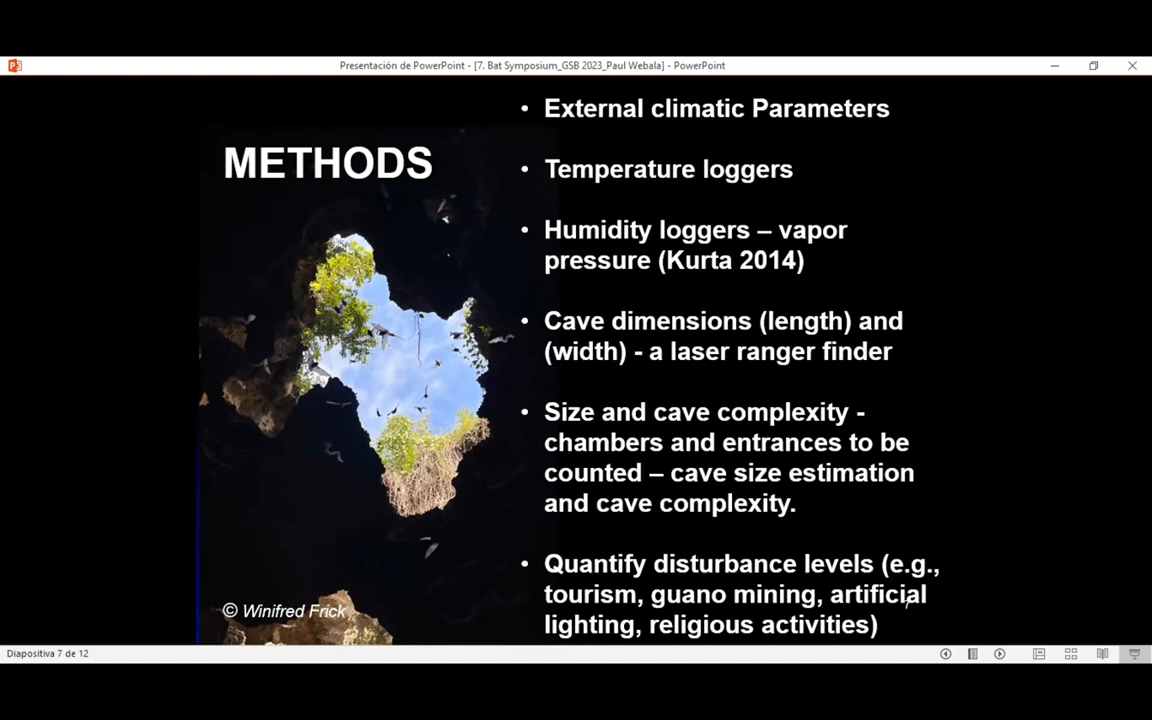 Presentación de PowerPoint - [7. Bat Symposium_GSB 2023_Paul Webala] - PowerPoint
METHODS
• External climatic Parameters
• Temperature loggers
• Humidity loggers – vapor
pressure (Kurta 2014)
• Cave dimensions (length) and
(width) - a laser ranger finder
• Size and cave complexity -
chambers and entrances to be
counted – cave size estimation
and cave complexity.
• Quantify disturbance levels (e.g.,
tourism, guano mining, artificial
lighting, religious activities)
© Winifred Frick
Diapositiva 7 de 12